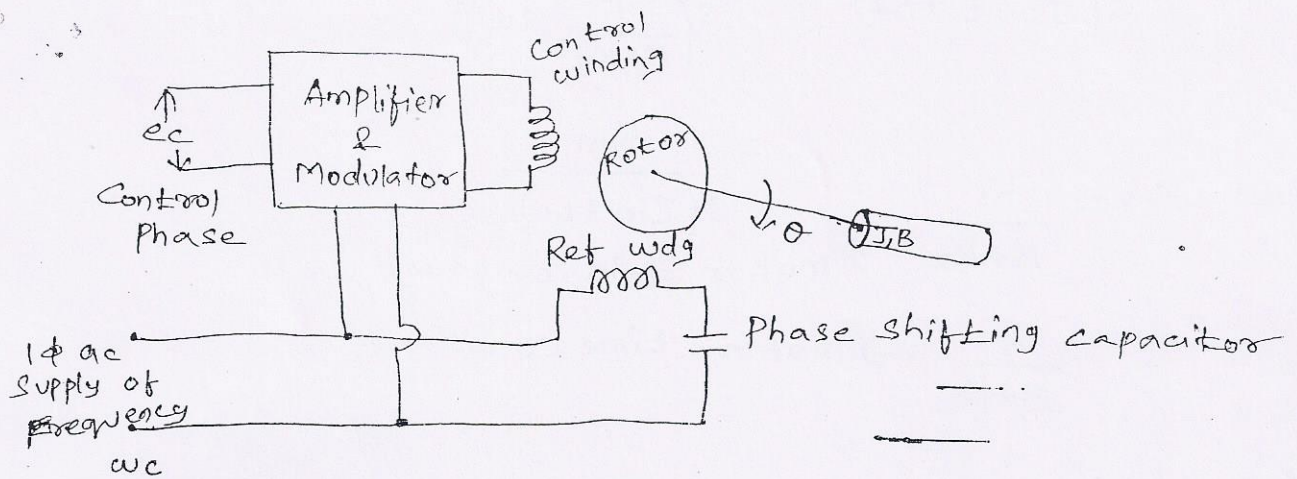 Control
winding
Amplifier
&
Modulator
ec
Control
Phase
Rotor
θ
J,B
Ref wdg
Phase Shifting capacitor
1ϕ ac
Supply of
Frequency
ωc